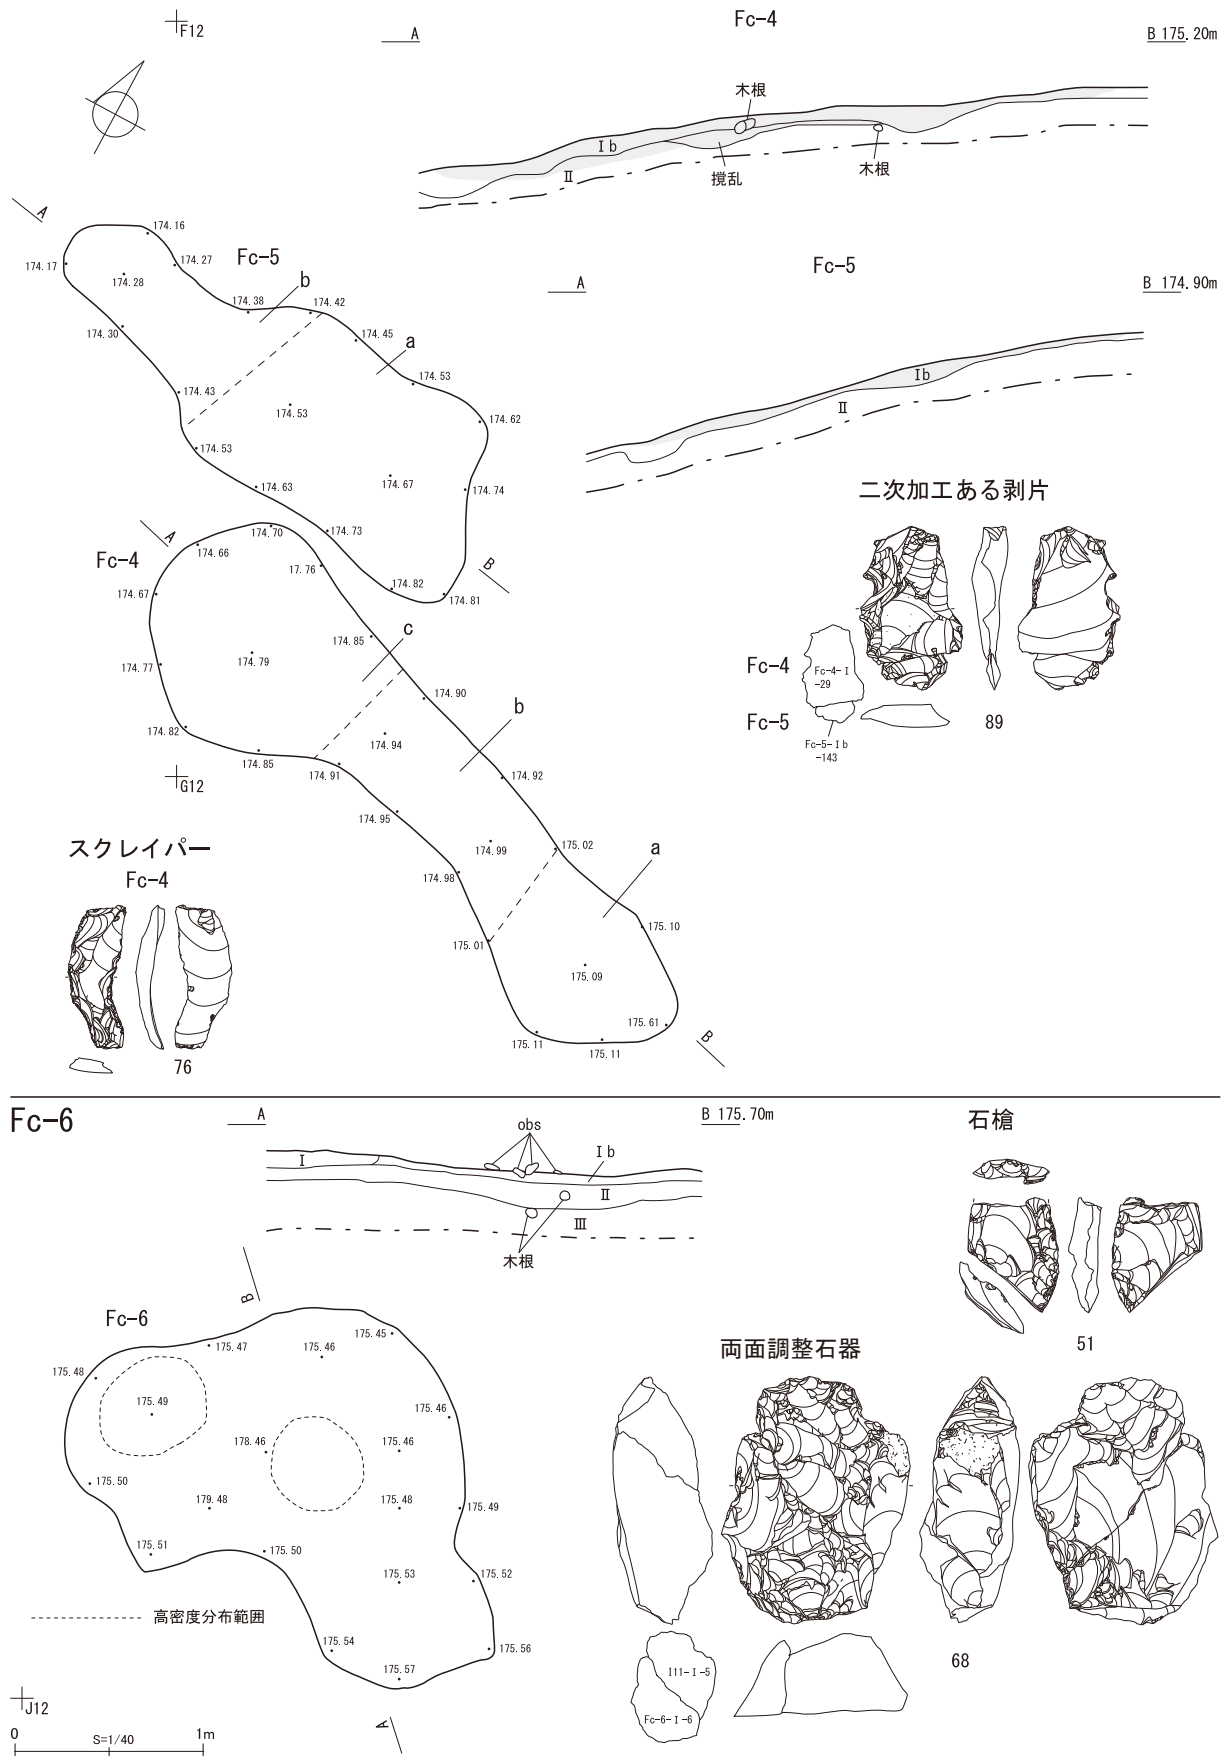 F12
Fc-4
A
B 175.20m
木根
Ⅰb
Ⅱ
撹乱
木根
A
174.16
174.17
174.27
174.28
Fc-5
b
174.38
174.42
174.30
174.45
a
174.43
174.53
174.53
174.62
174.53
174.67
174.63
174.74
174.73
B
174.82
174.81
Fc-5
A
B 174.90m
Ⅰb
Ⅱ
二次加工ある剥片
Fc-4
Fc-4-Ⅰ
-29
Fc-5
Fc-5-Ⅰb
-143
89
A
Fc-4
174.70
174.66
17.76
174.67
174.85
c
174.79
174.77
174.90
b
174.82
174.94
174.85
174.91
174.92
G12
174.95
174.99
175.02
a
174.98
175.01
175.10
175.09
175.61
175.11
175.11
B
スクレイパー
Fc-4
76
Fc-6
A
B 175.70m
obs
Ⅰ
Ⅰb
Ⅱ
Ⅲ
木根
石槍
51
B
Fc-6
175.45
175.47
175.46
175.48
175.49
175.46
178.46
175.46
175.50
179.48
175.48
175.49
175.51
175.50
175.53
175.52
175.54
175.56
175.57
A
高密度分布範囲
J12
0
S=1/40
1m
両面調整石器
I11-Ⅰ-5
Fc-6-Ⅰ-6
68